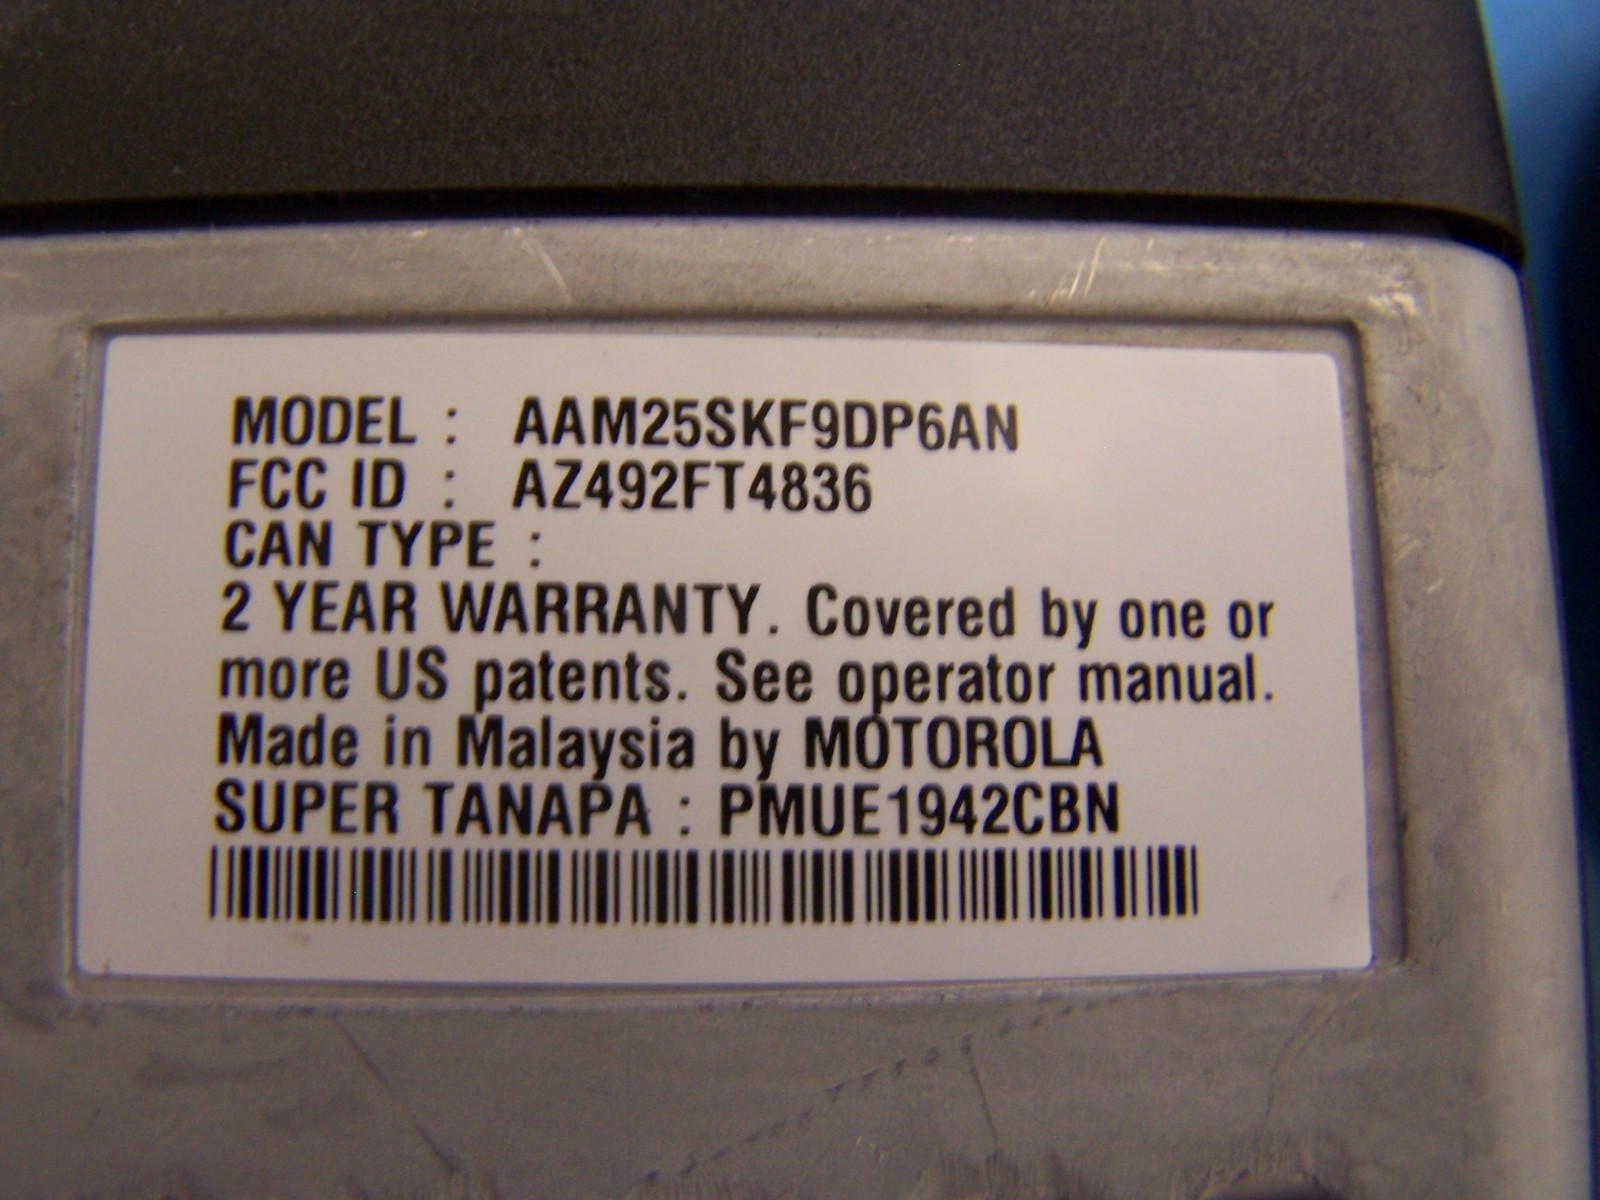 MODEL : AAM25SKF9DP6AN
FCC ID : AZ492FT4836
CAN TYPE :
2 YEAR WARRANTY. Covered by one or
more US patents. See operator manual.
Made in Malaysia by MOTOROLA
SUPER TANAPA : PMUE1942CBN